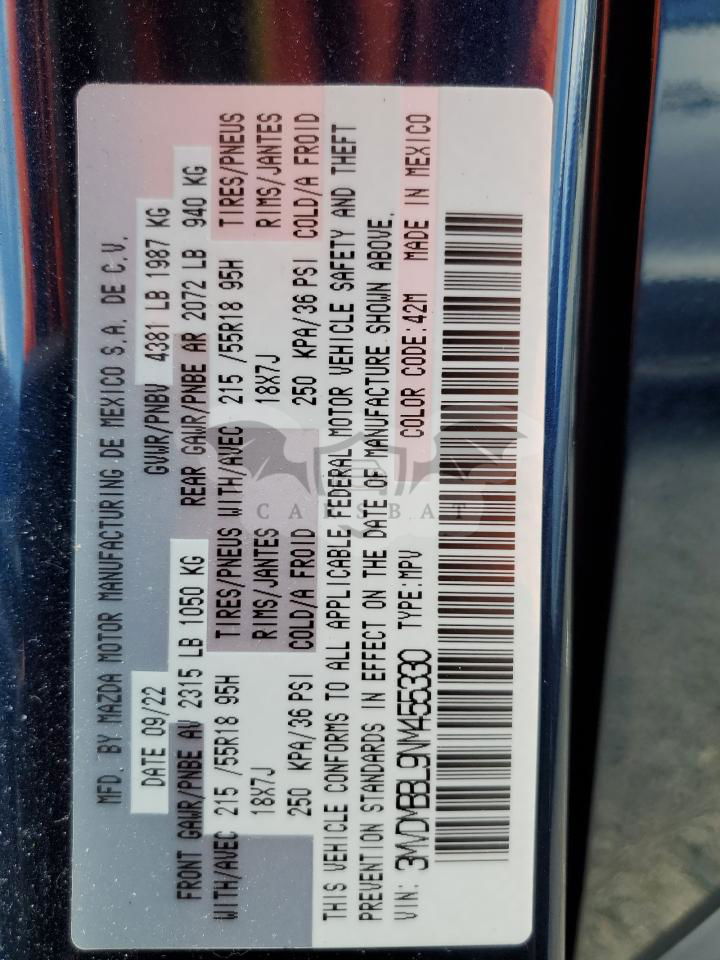 MFD. BY MAZDA MOTOR MANUFACTURING DE MEXICO S.A. DE C.V.
DATE 09/22 GVWR/PNBV 4381 LB 1987 KG
FRONT GAWR/PNBE AV 2315 LB 1050 KG REAR GAWR/PNBE AR 2072 LB 940 KG
WITH/AVEC 215 /55R18 95H TIRES/PNEUS WITH/AVEC 215 /55R18 95H TIRES/PNEUS
18X7J RIMS/JANTES 18X7J RIMS/JANTES
250 KPA/36 PSI COLD/A FROID 250 KPA/36 PSI COLD/A FROID
THIS VEHICLE CONFORMS TO ALL APPLICABLE FEDERAL MOTOR VEHICLE SAFETY AND THEFT
PREVENTION STANDARDS IN EFFECT ON THE DATE OF MANUFACTURE SHOWN ABOVE.
VIN: 3MVDMBBL9NM455330 TYPE:MPV COLOR CODE:42M MADE IN MEXICO
CARSBAT